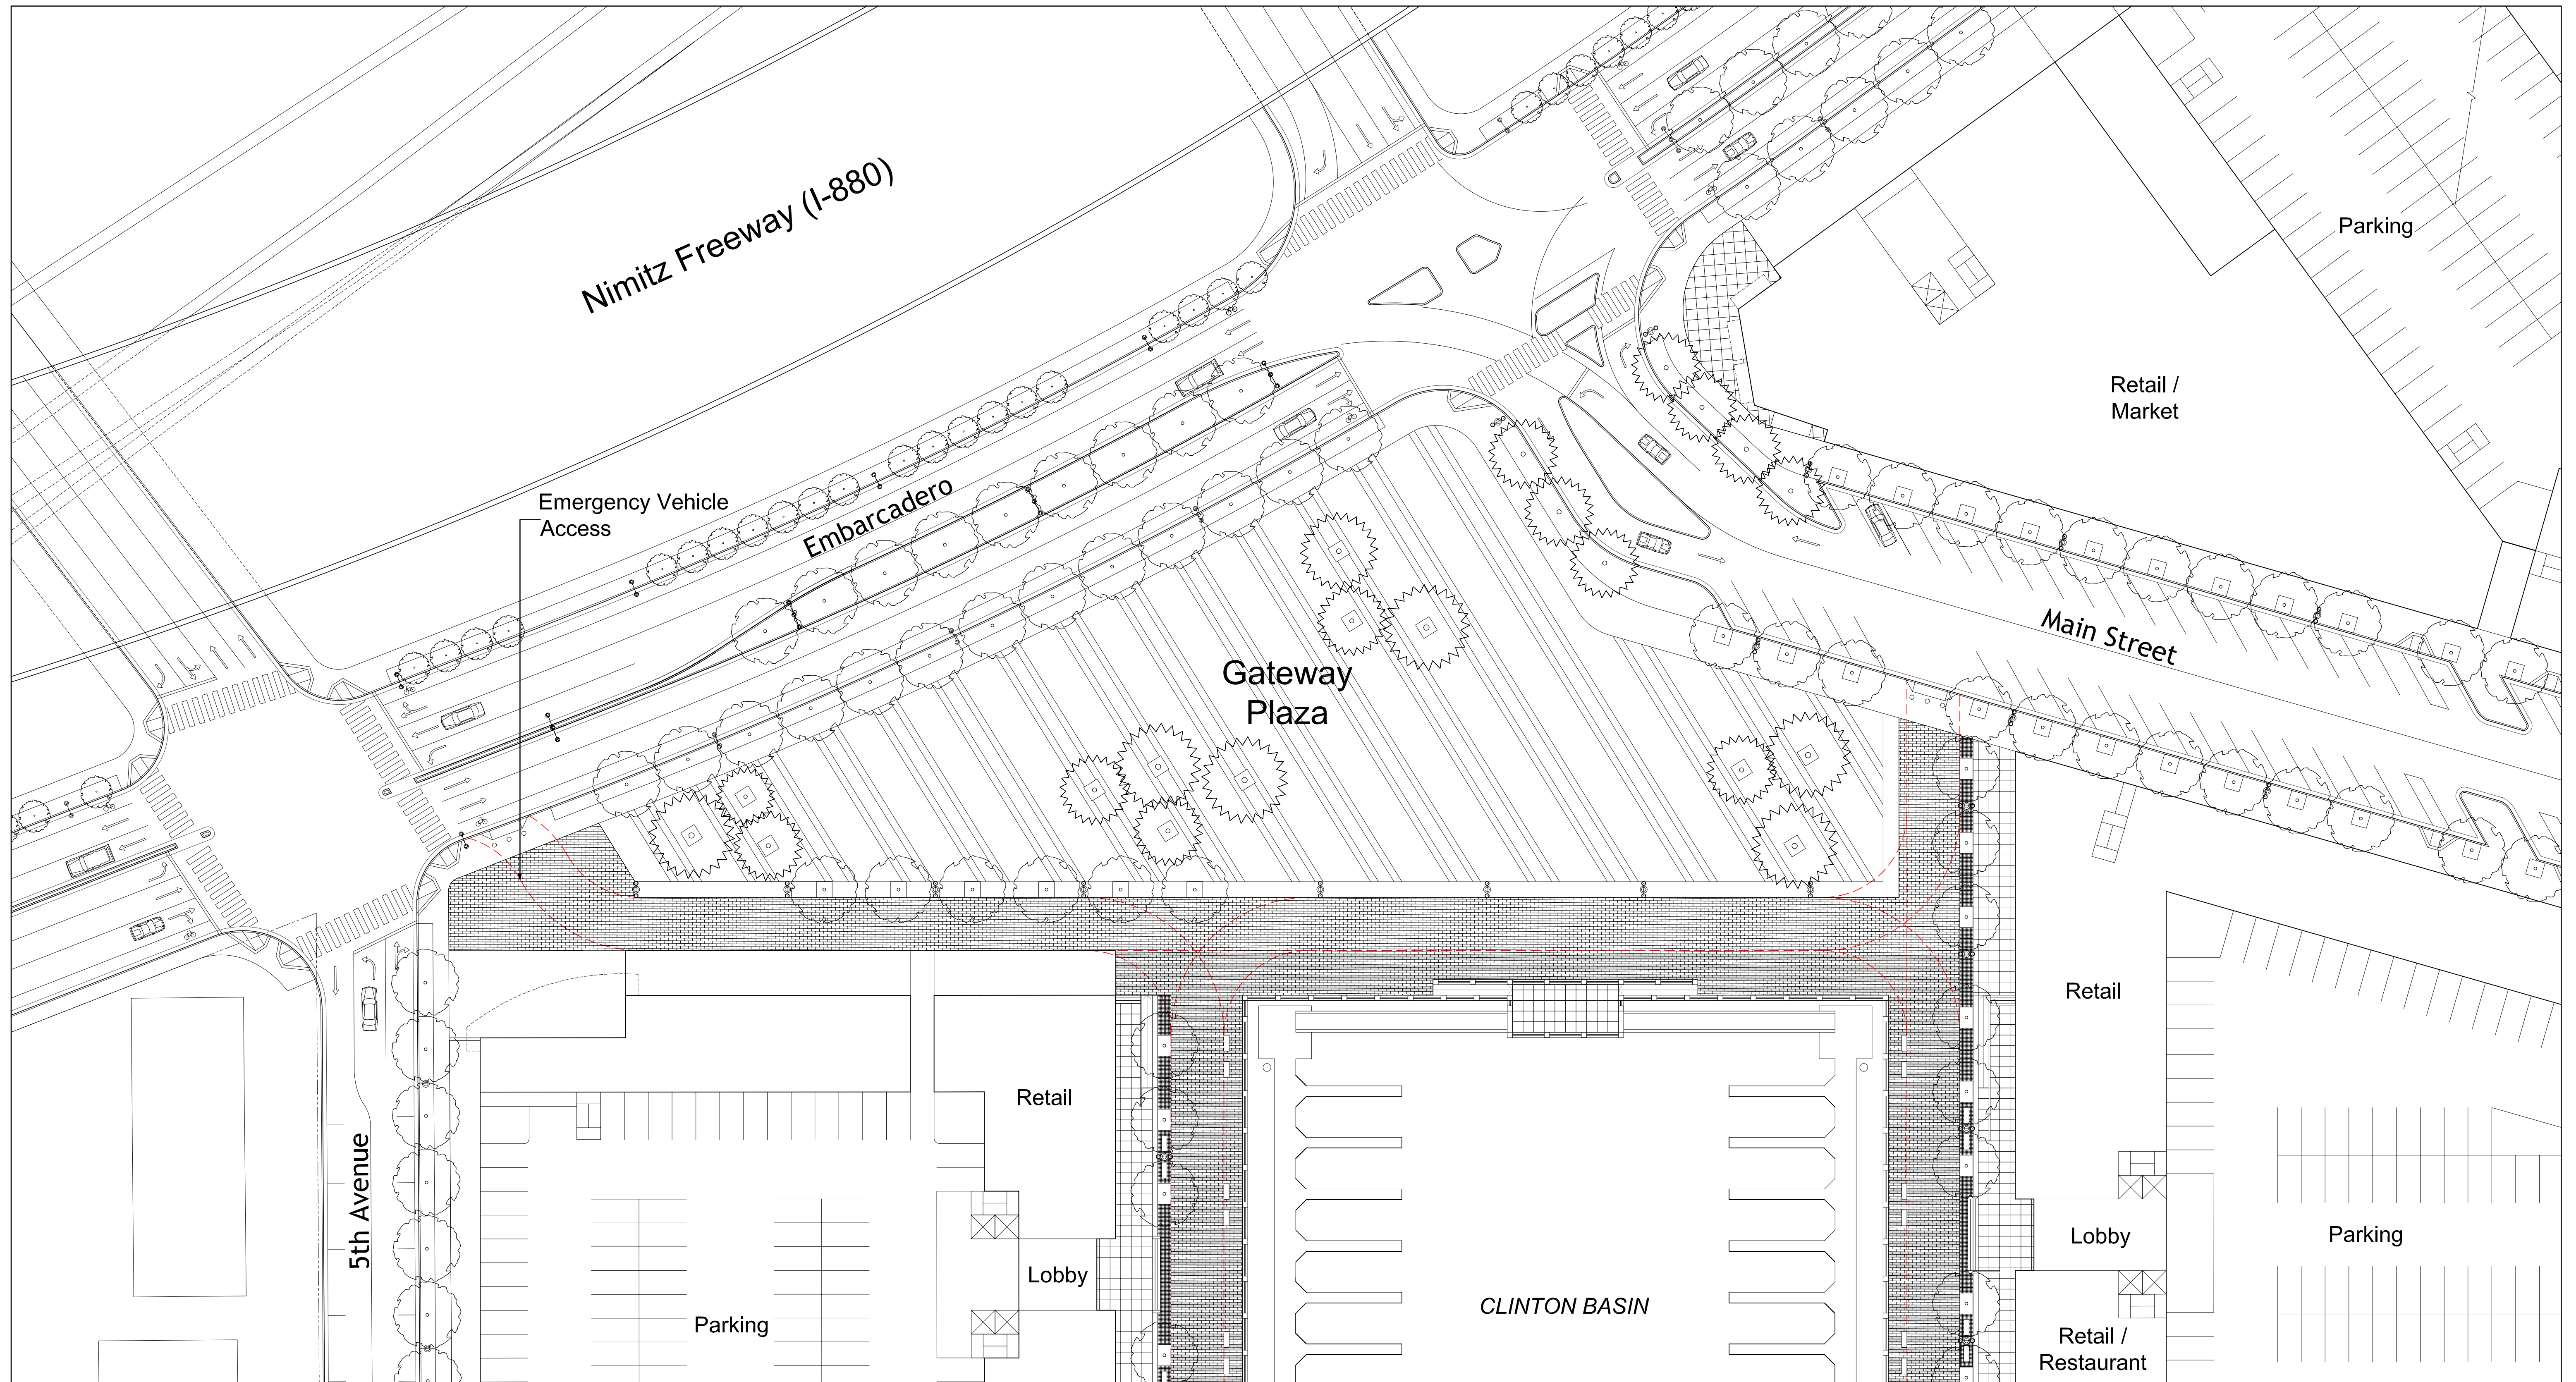 Nimitz Freeway (I-880)
Parking
Retail /
Market
Emergency Vehicle
Access
Embarcadero
Main Street
Gateway
Plaza
Retail
Retail
5th Avenue
Lobby
Parking
Lobby
Parking
CLINTON BASIN
Retail /
Restaurant